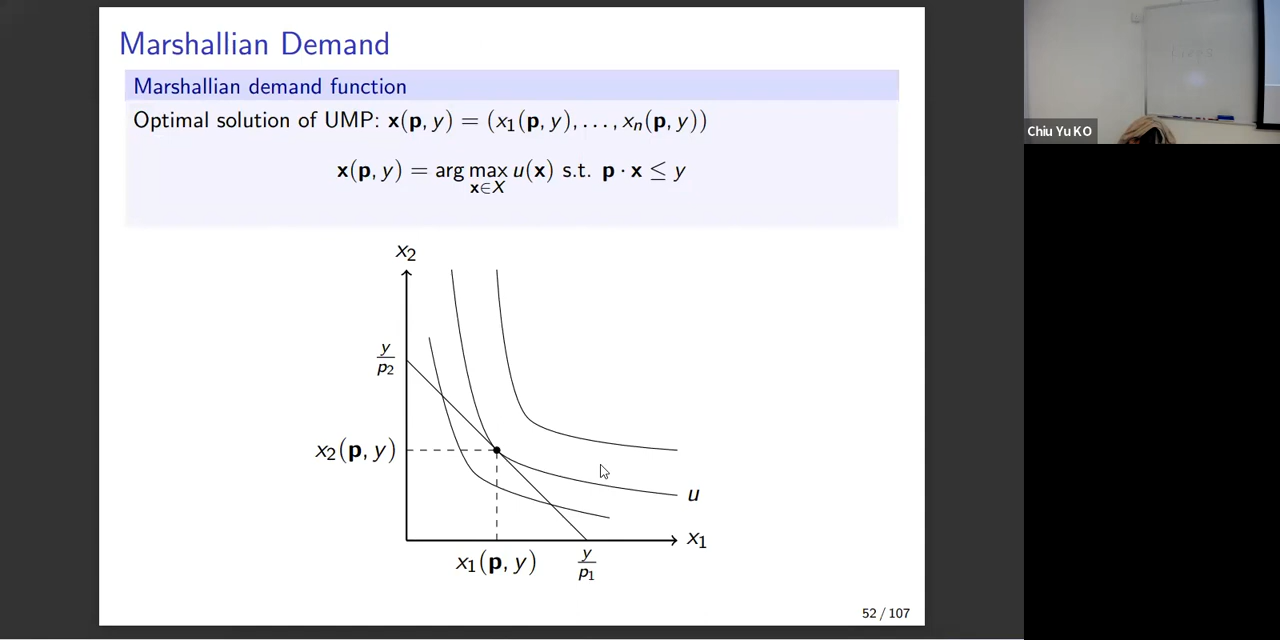 Marshallian Demand
Marshallian demand function
Optimal solution of UMP: x(p, y) = (x₁(p, y), . . . , xₙ(p, y))
x(p, y) = arg max u(x) s.t. p · x ≤ y
x∈X
x₂
y
p₂
x₂(p, y)
u
x₁
x₁(p, y)
y
p₁
52 / 107
Chiu Yu KO